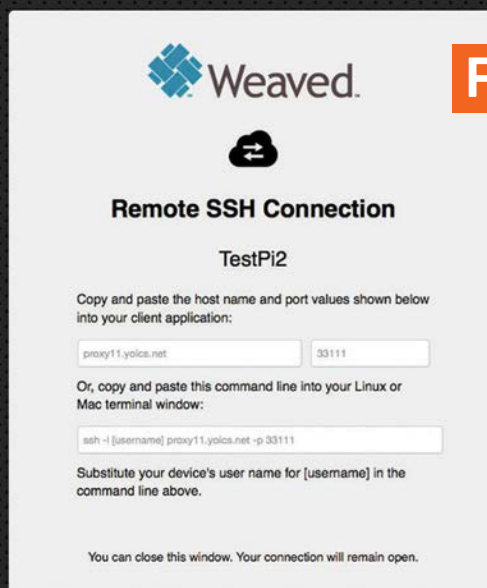 Weaved
Remote SSH Connection
TestPi2
Copy and paste the host name and port values shown below
into your client application:
proxy11.yoics.net 33111
Or, copy and paste this command line into your Linux or
Mac terminal window:
ssh -l [username] proxy11.yoics.net -p 33111
Substitute your device's user name for [username] in the
command line above.
You can close this window. Your connection will remain open.